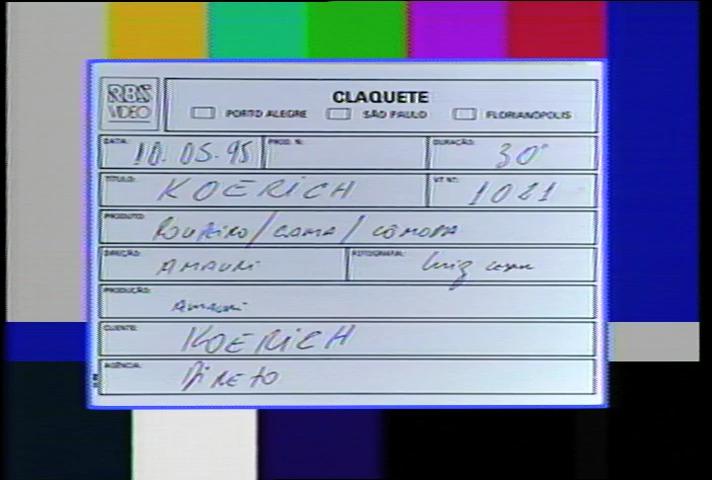 RBS VIDEO
CLAQUETE
PORTO ALEGRE SÃO PAULO FLORIANÓPOLIS
DATA: 10.05.95 PROD. N: DURAÇÃO: 30"
TÍTULO: KOERICH VT Nº: 1021
PRODUTO: ROUPEIRO/CAMA/CÔMODA
DIREÇÃO: AMAURI FOTOGRAFIA: Luiz
PRODUÇÃO: AMAURI
CLIENTE: KOERICH
AGÊNCIA: DIRETO